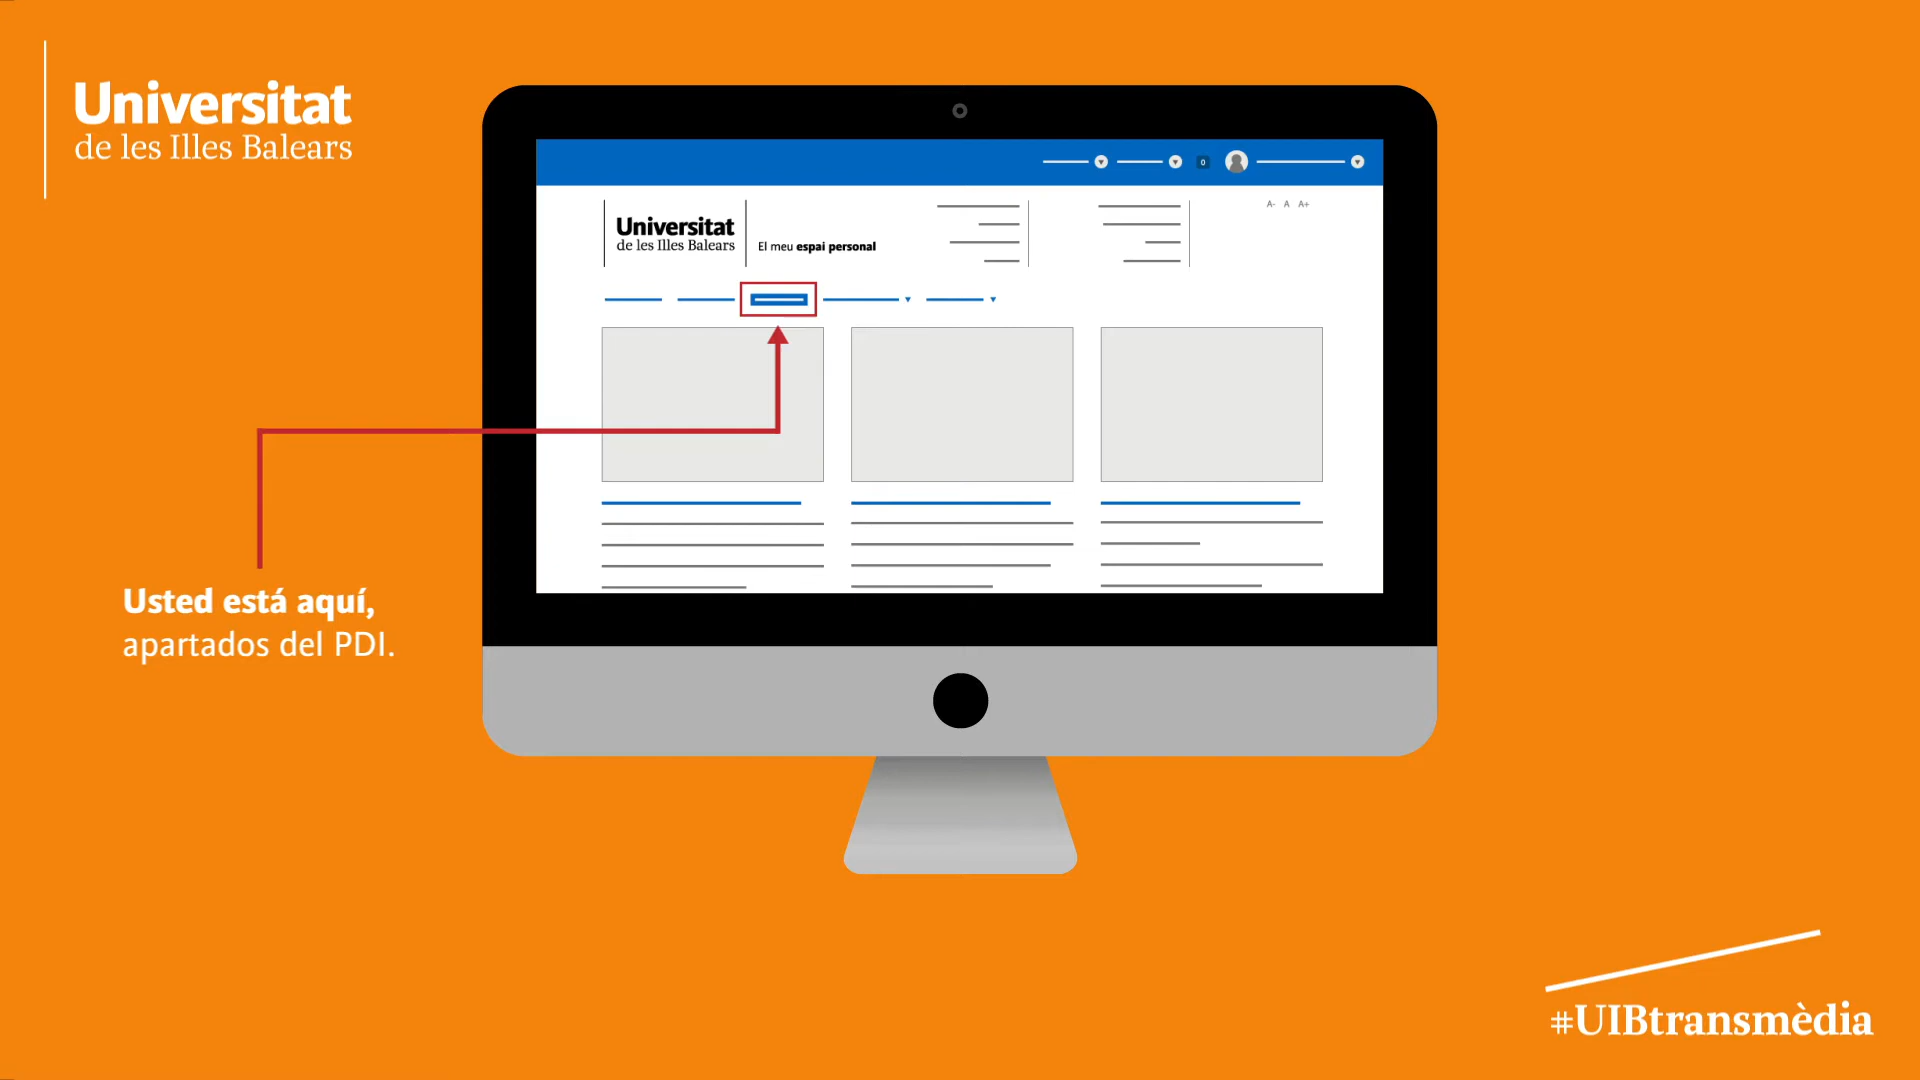 Universitat
de les Illes Balears
0
Universitat
de les Illes Balears
El meu espai personal
A- A A+
Usted está aquí,
apartados del PDI.
#UIBtransmèdia